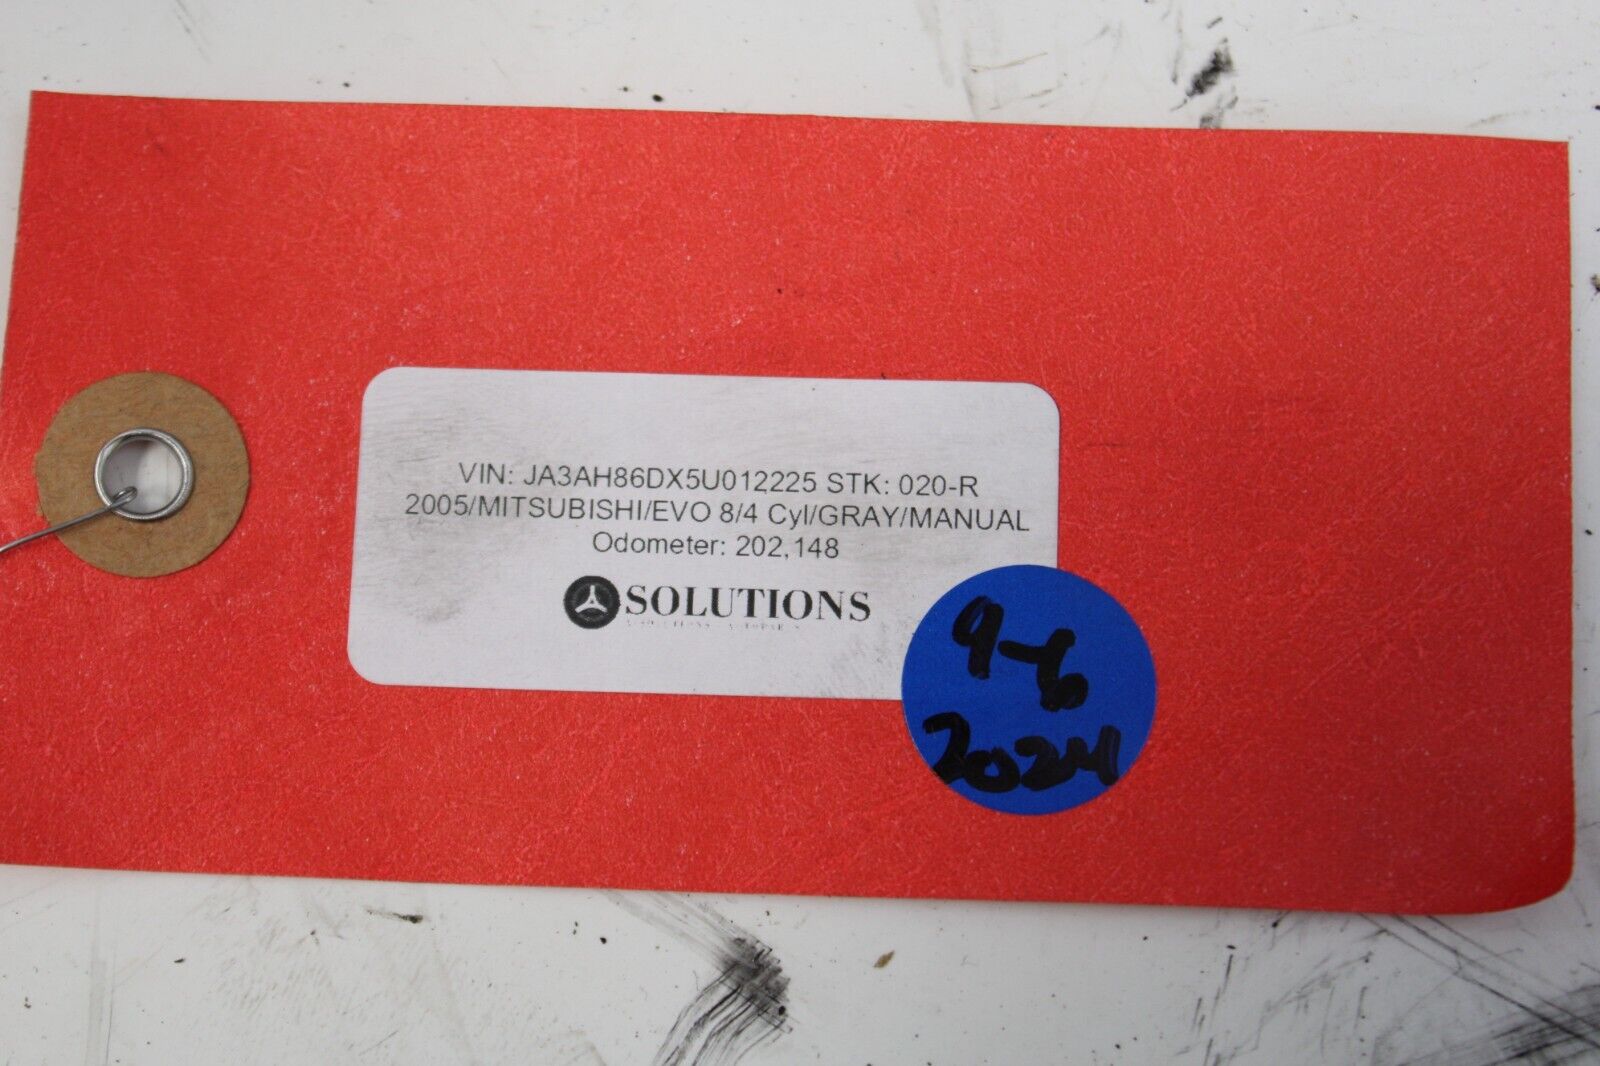 VIN: JA3AH86DX5U012225 STK: 020-R
2005/MITSUBISHI/EVO 8/4 Cyl/GRAY/MANUAL
Odometer: 202,148
SOLUTIONS
9-6
2024